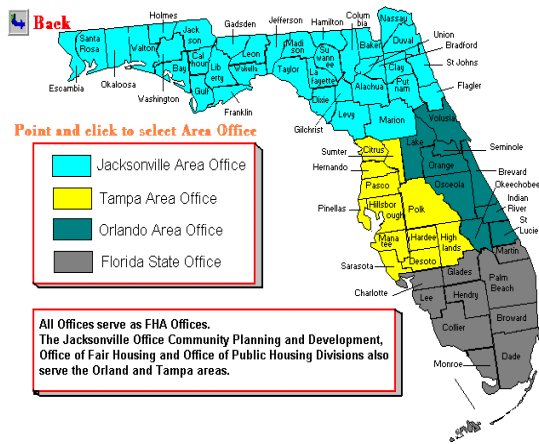 Back
Point and click to select Area Office
Jacksonville Area Office
Tampa Area Office
Orlando Area Office
Florida State Office
All Offices serve as FHA Offices.
The Jacksonville Office Community Planning and Development,
Office of Fair Housing and Office of Public Housing Divisions also
serve the Orland and Tampa areas.
Escambia
Santa
Rosa
Okaloosa
Walton
Holmes
Washington
Jack
son
Bay
Cal
houn
Gulf
Lib
erty
Gadsden
Franklin
Leon
Wakulla
Jefferson
Madi
son
Taylor
Hamilton
Su
wann
ee
La
fayette
Dixie
Gilchrist
Colum
bia
Baker
Nassau
Duval
Union
Bradford
Clay
St Johns
Alachua
Put
nam
Flagler
Levy
Marion
Volusia
Citrus
Sumter
Hernando
Lake
Seminole
Orange
Pasco
Osceola
Brevard
Okeechobee
Indian
River
St
Lucie
Pinellas
Hillsbor
ough
Polk
Mana
tee
Hardee
High
lands
Sarasota
Desoto
Martin
Charlotte
Glades
Palm
Beach
Lee
Hendry
Broward
Collier
Monroe
Dade